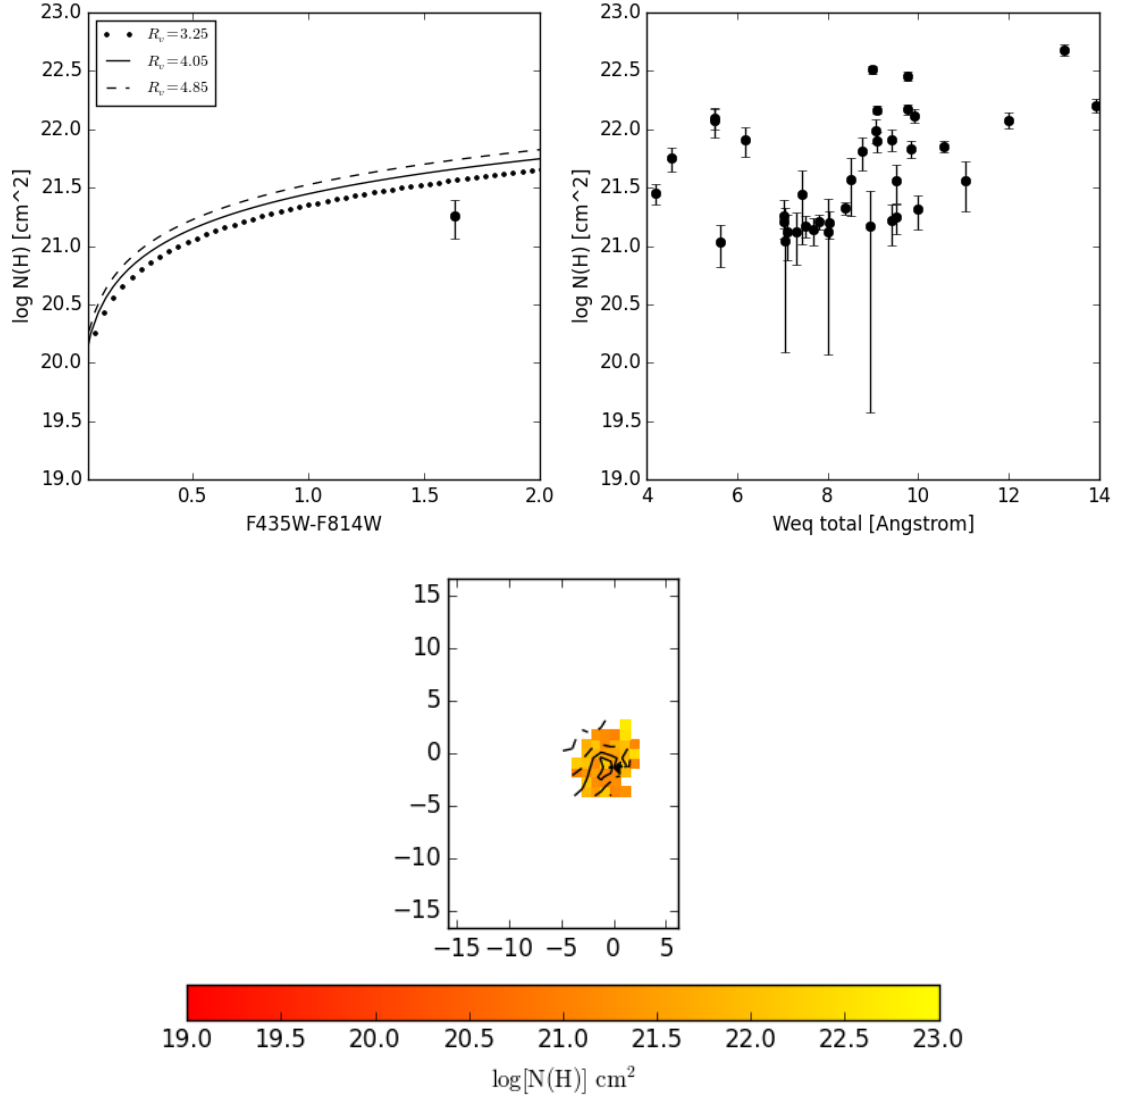 23.0
22.5
22.0
21.5
21.0
20.5
20.0
19.5
19.0
log N(H) [cm^2]
R_v=3.25
R_v=4.05
R_v=4.85
0.5 1.0 1.5 2.0
F435W-F814W
23.0
22.5
22.0
21.5
21.0
20.5
20.0
19.5
19.0
log N(H) [cm^2]
4 6 8 10 12 14
Weq total [Angstrom]
15
10
5
0
−5
−10
−15
−15 −10 −5 0 5
19.0 19.5 20.0 20.5 21.0 21.5 22.0 22.5 23.0
log[N(H)] cm²